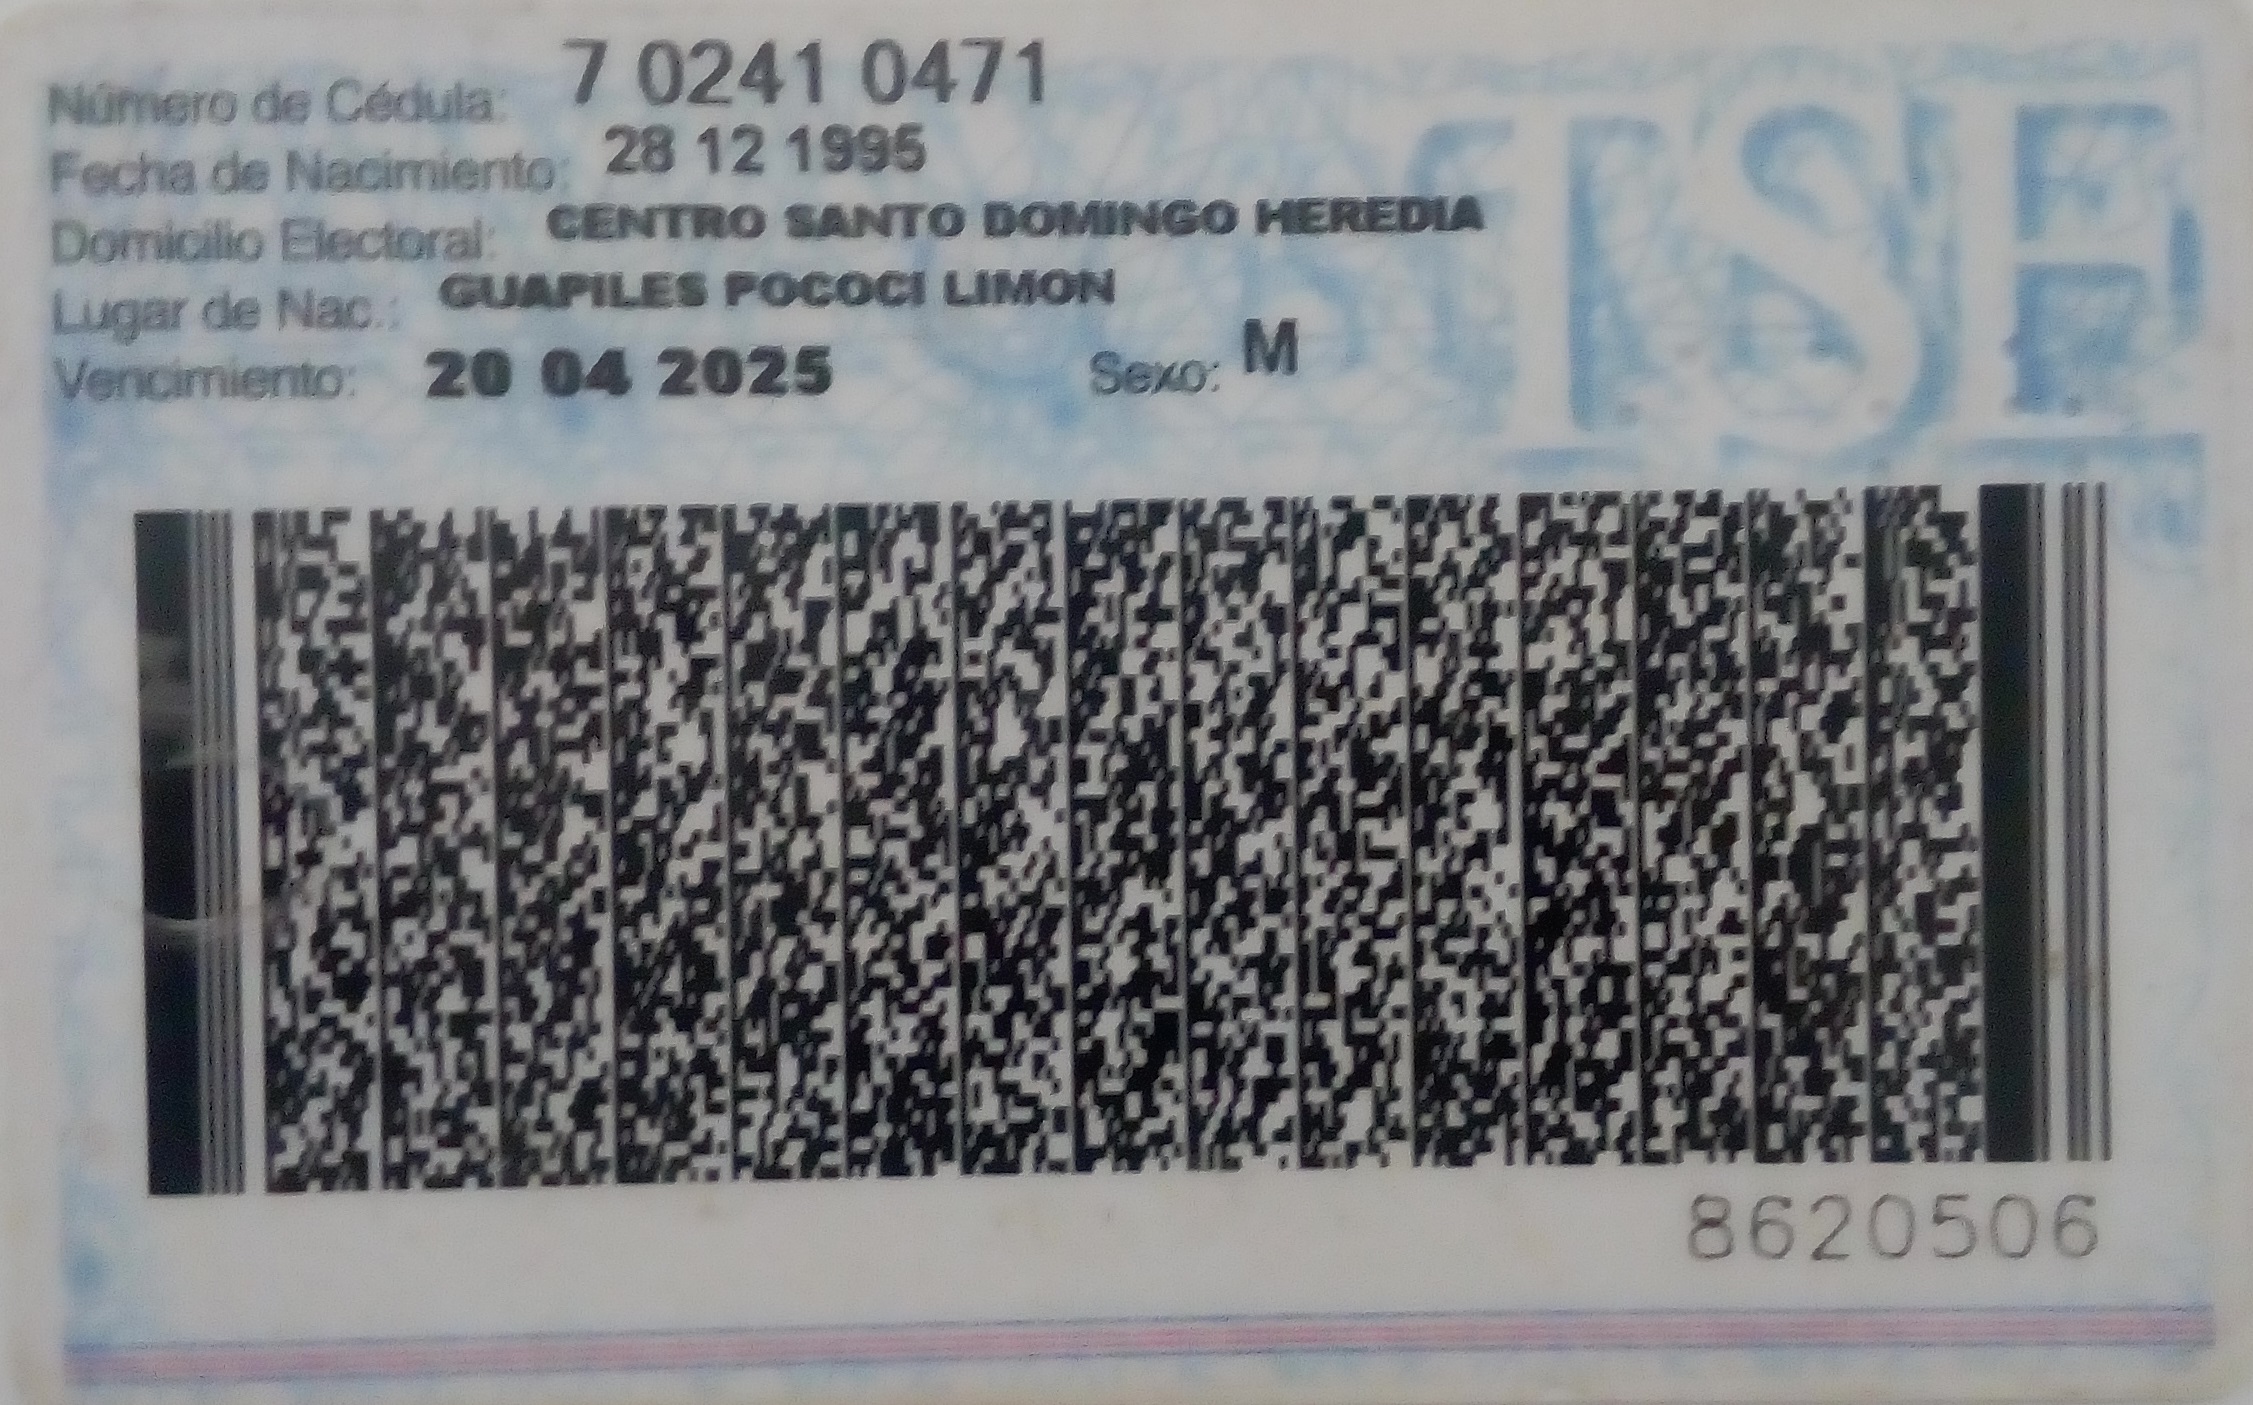 Número de Cédula: 7 0241 0471
Fecha de Nacimiento: 28 12 1995
Domicilio Electoral: CENTRO SANTO DOMINGO HEREDIA
Lugar de Nac.: GUAPILES POCOCI LIMON
Vencimiento: 20 04 2025 Sexo: M
TSE
8620506